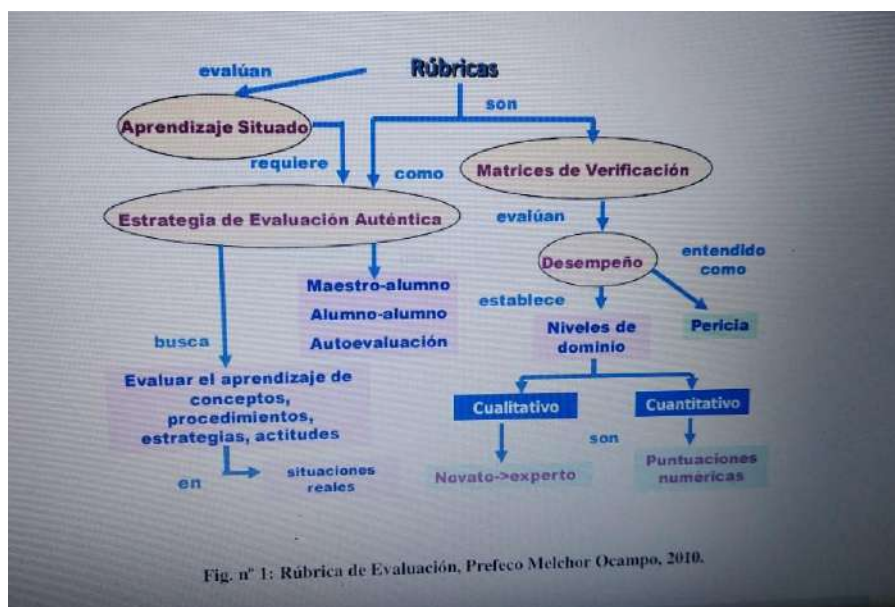 Rúbricas
evalúan
son
Aprendizaje Situado
requiere
como
Matrices de Verificación
Estrategia de Evaluación Auténtica
evalúan
Desempeño
entendido
como
Maestro-alumno
Alumno-alumno
Autoevaluación
establece
Niveles de
dominio
Pericia
busca
Evaluar el aprendizaje de
conceptos,
procedimientos,
estrategias, actitudes
en
situaciones
reales
Cualitativo
Cuantitativo
son
Novato->experto
Puntuaciones
numéricas
Fig. nº 1: Rúbrica de Evaluación, Prefeco Melchor Ocampo, 2010.